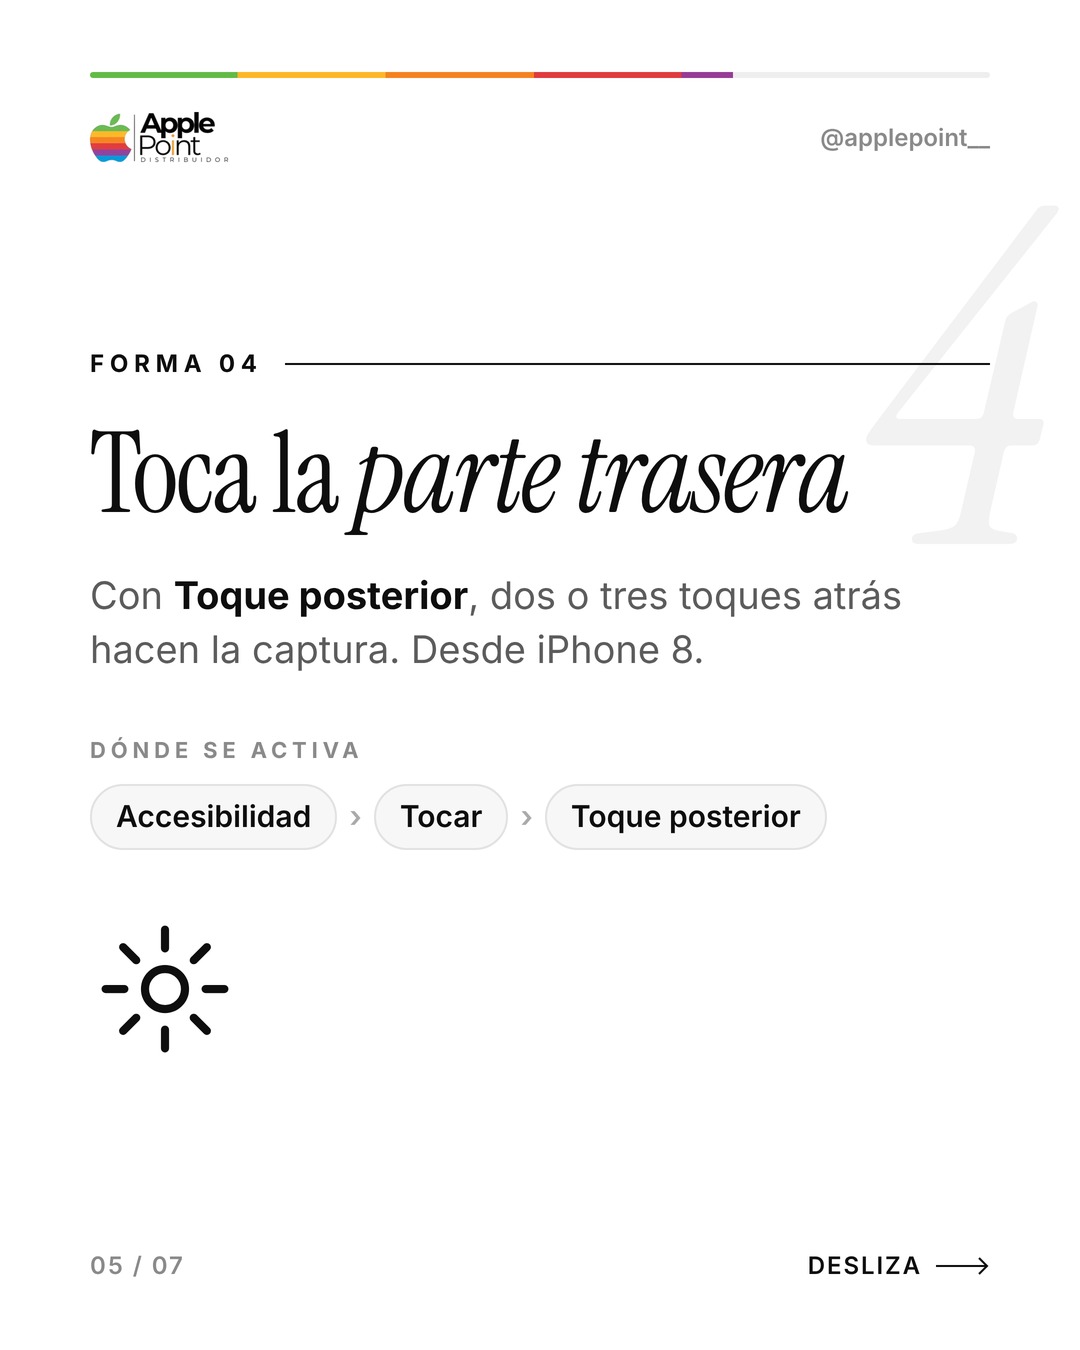 Apple
Point
DISTRIBUIDOR
@applepoint__
4
FORMA 04
Toca la parte trasera
Con Toque posterior, dos o tres toques atrás
hacen la captura. Desde iPhone 8.
DÓNDE SE ACTIVA
Accesibilidad › Tocar › Toque posterior
05 / 07
DESLIZA